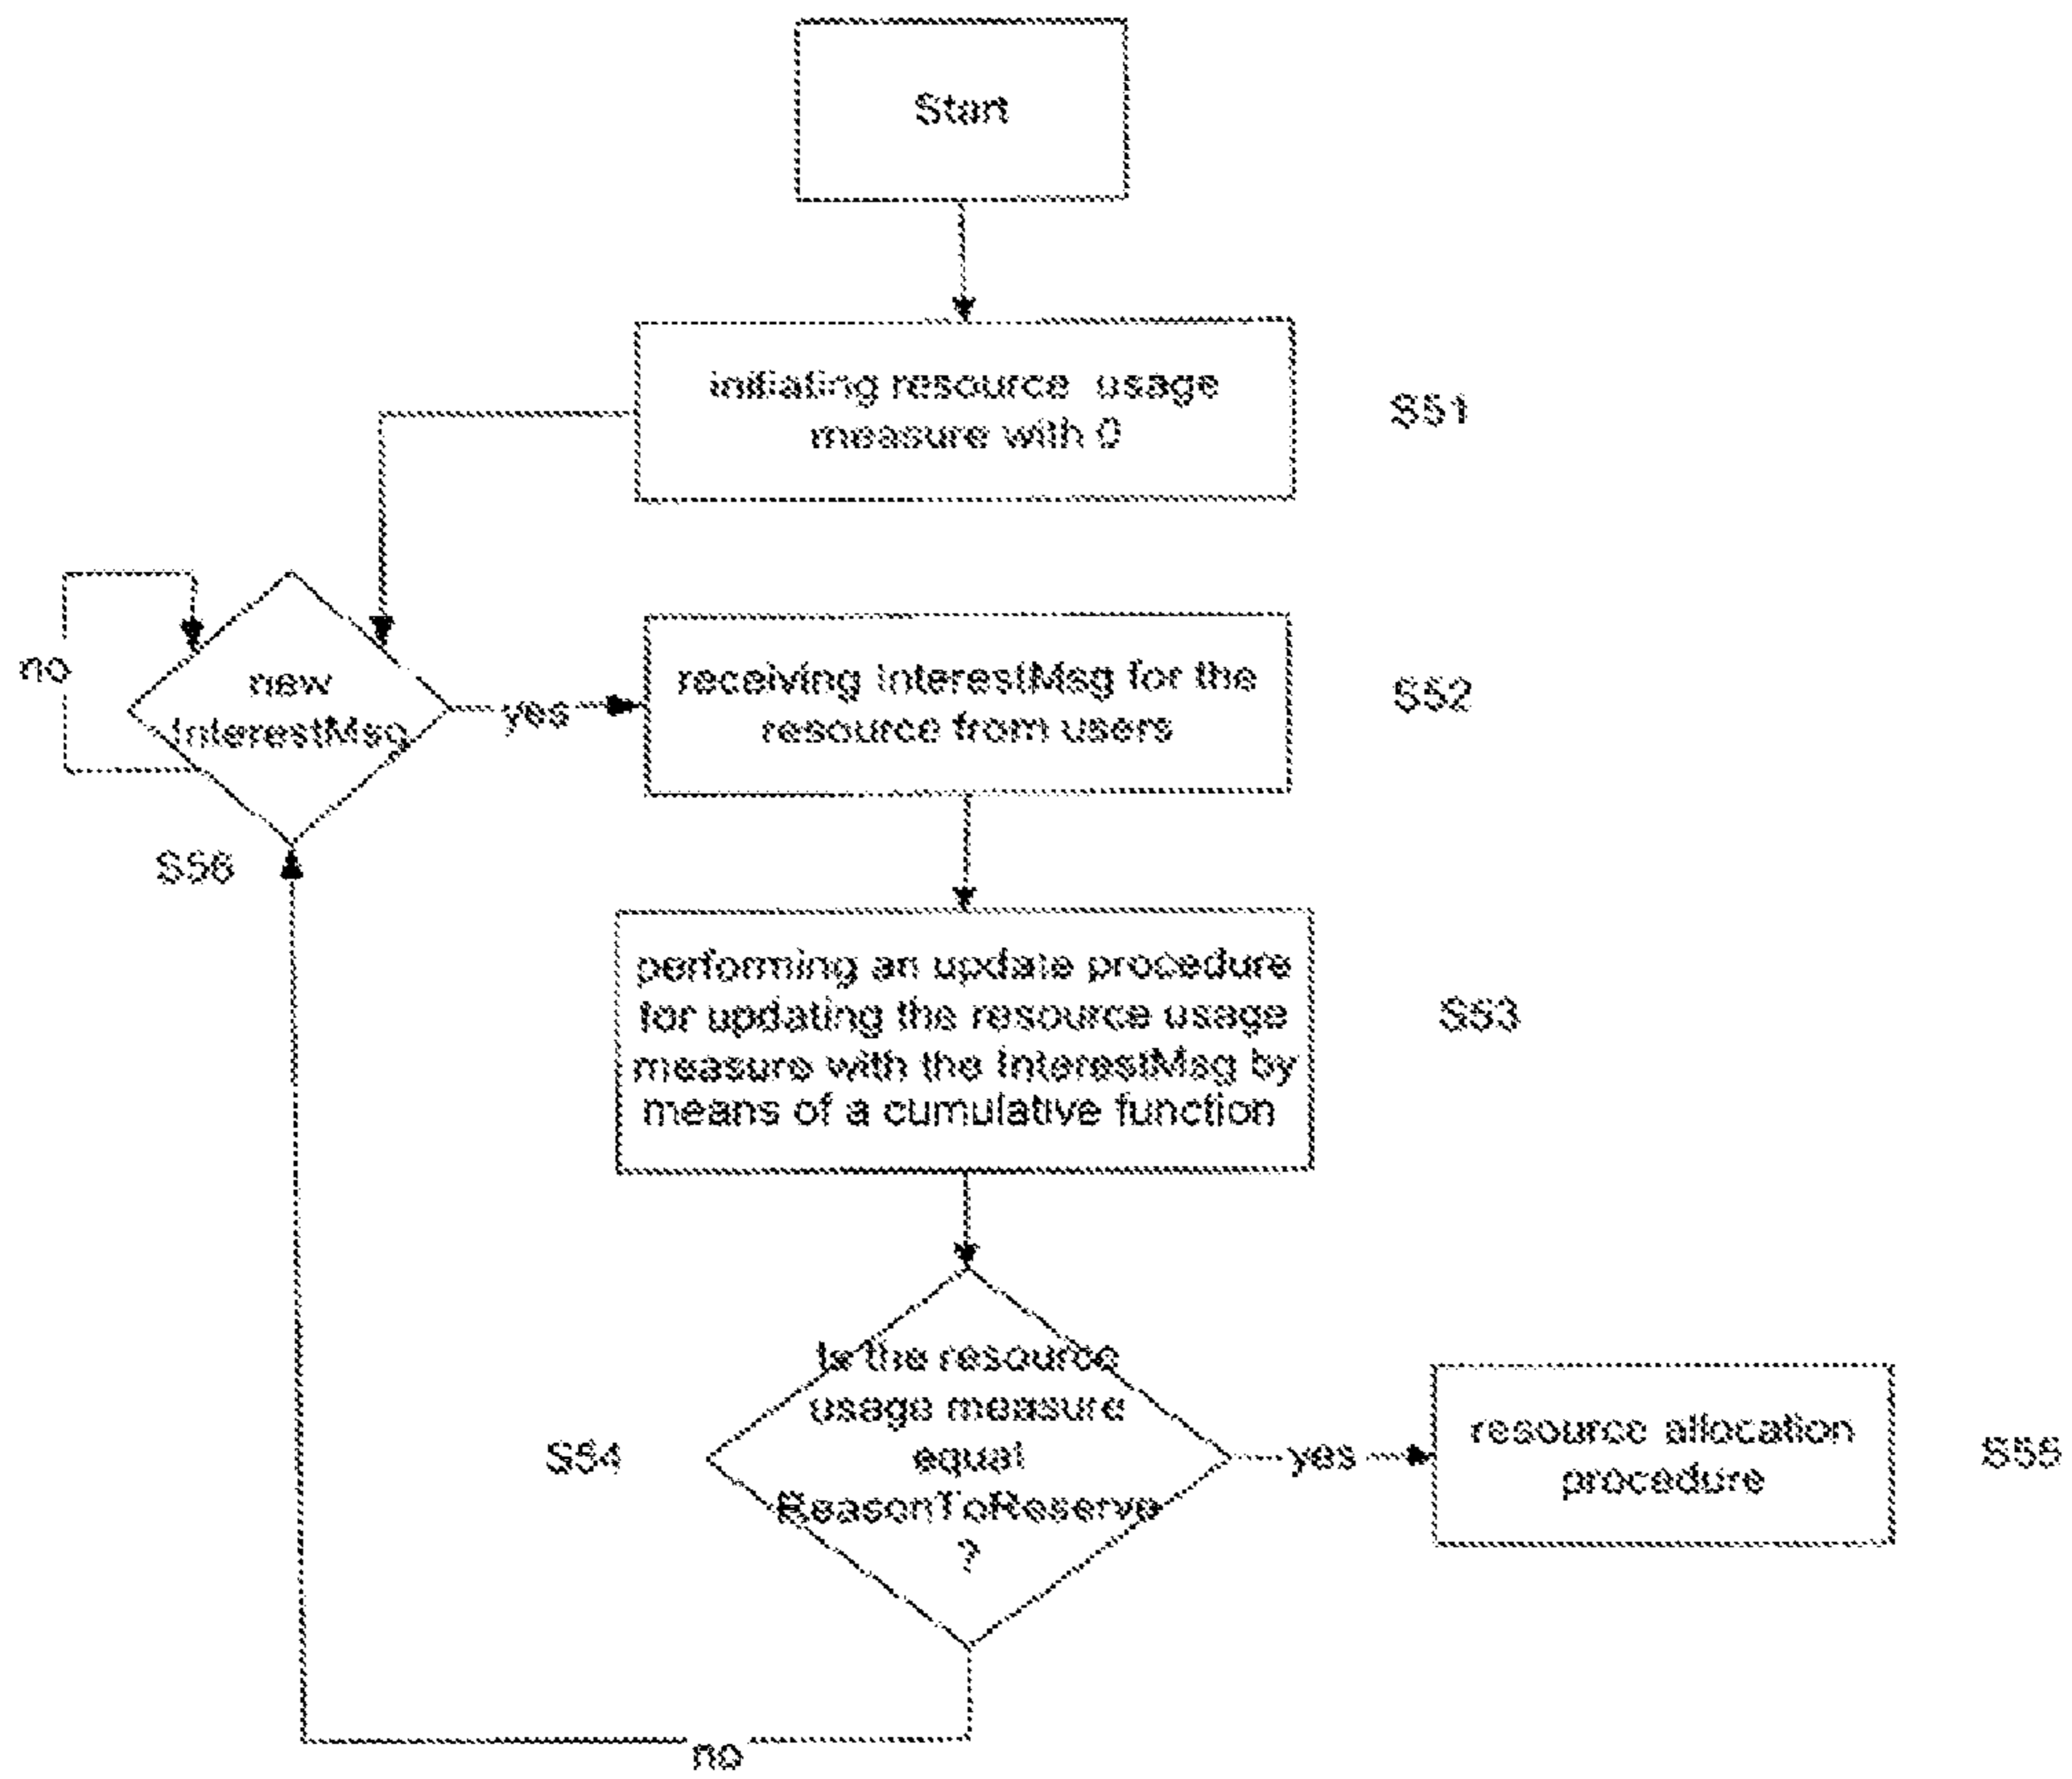 Start
initiating resource usage
measure with 0
S51
no
new
InterestMsg
yes
receiving InterestMsg for the
resource from users
S52
S56
performing an update procedure
for updating the resource usage
measure with the InterestMsg by
means of a cumulative function
S53
Is the resource
usage measure
equal
ReasonToReserve
?
S54
yes
resource allocation
procedure
S55
no